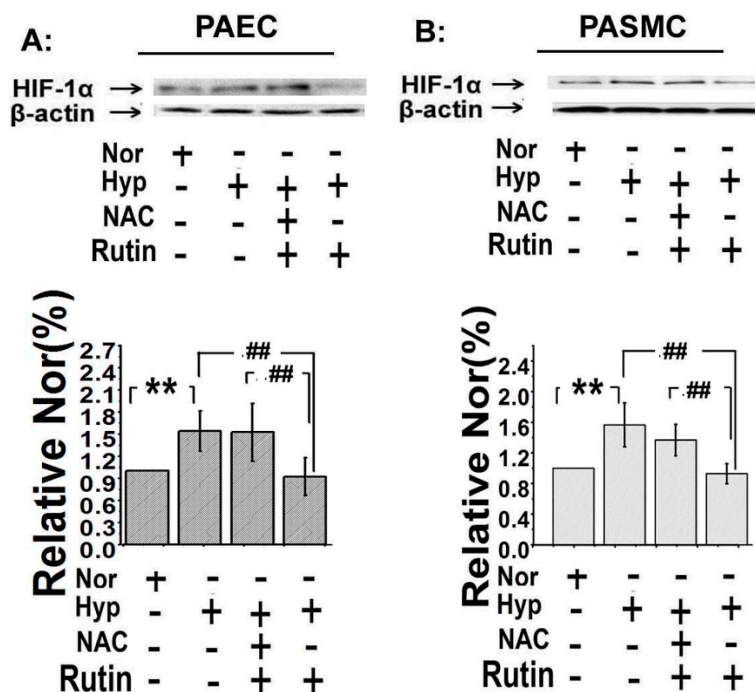 A: PAEC
HIF-1α →
β-actin →
Nor + - - -
Hyp - + + +
NAC - - + -
Rutin - - + +
Relative Nor(%)
2.7
2.4
2.1
1.8
1.5
1.2
0.9
0.6
0.3
0.0
**
##
##
Nor + - - -
Hyp - + + +
NAC - - + -
Rutin - - + +
B: PASMC
HIF-1α →
β-actin →
Nor + - - -
Hyp - + + +
NAC - - + -
Rutin - - + +
Relative Nor(%)
2.4
2.0
1.6
1.2
0.8
0.4
0.0
**
##
##
Nor + - - -
Hyp - + + +
NAC - - + -
Rutin - - + +